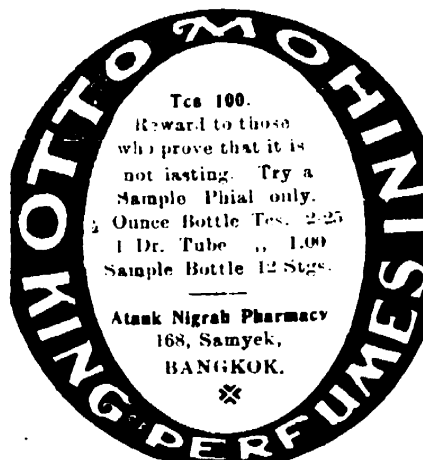 OTTO MOHINI
KING OF PERFUMES
Tcs 100.
Reward to those
who prove that it is
not lasting. Try a
Sample Phial only.
½ Ounce Bottle Tcs. 2-25
1 Dr. Tube ,, 1.00
Sample Bottle 12 Stgs.
Atank Nigrah Pharmacy
168, Samyek,
BANGKOK.